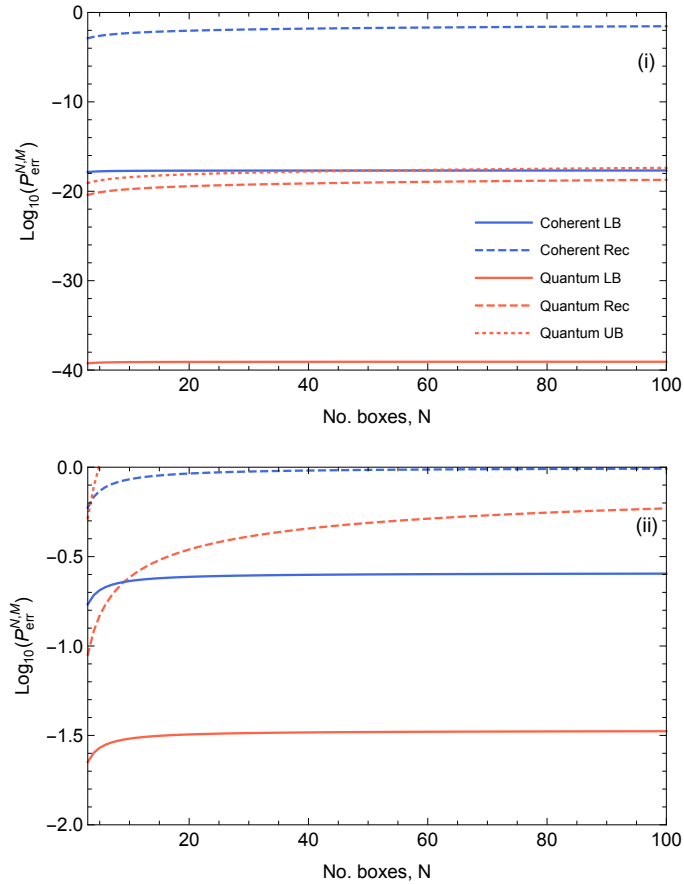 0
−10
−20
−30
−40
Log10(P_err^N,M)
(i)
Coherent LB
Coherent Rec
Quantum LB
Quantum Rec
Quantum UB
20 40 60 80 100
No. boxes, N
0.0
−0.5
−1.0
−1.5
−2.0
Log10(P_err^N,M)
(ii)
20 40 60 80 100
No. boxes, N